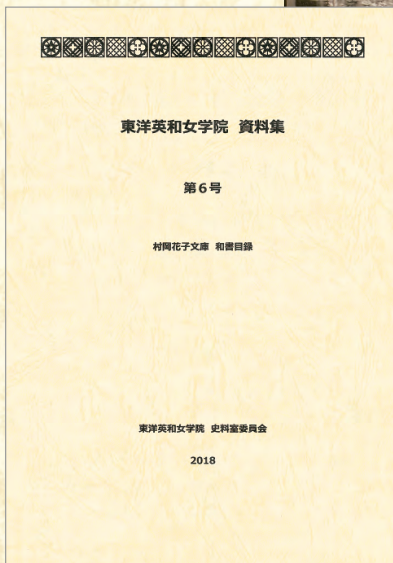 東洋英和女学院 資料集
第6号
村岡花子文庫 和書目録
東洋英和女学院 史料室委員会
2018